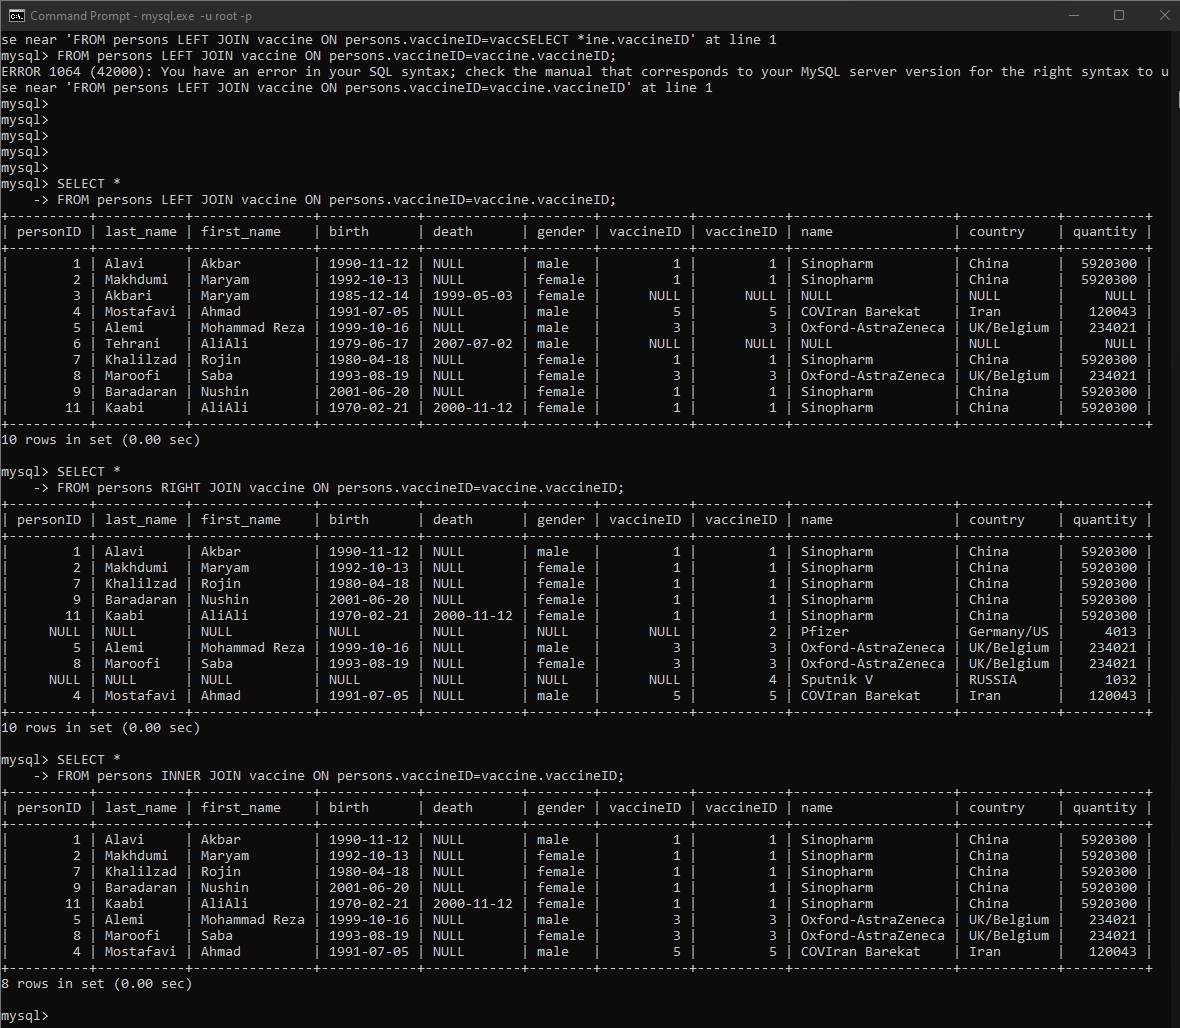 Command Prompt - mysql.exe -u root -p
se near 'FROM persons LEFT JOIN vaccine ON persons.vaccineID=vaccSELECT *ine.vaccineID' at line 1
mysql> FROM persons LEFT JOIN vaccine ON persons.vaccineID=vaccine.vaccineID;
ERROR 1064 (42000): You have an error in your SQL syntax; check the manual that corresponds to your MySQL server version for the right syntax to u
se near 'FROM persons LEFT JOIN vaccine ON persons.vaccineID=vaccine.vaccineID' at line 1
mysql>
mysql>
mysql>
mysql>
mysql>
mysql> SELECT *
    -> FROM persons LEFT JOIN vaccine ON persons.vaccineID=vaccine.vaccineID;
+----------+-----------+---------------+------------+------------+--------+-----------+-----------+--------------------+------------+----------+
| personID | last_name | first_name    | birth      | death      | gender | vaccineID | vaccineID | name               | country    | quantity |
+----------+-----------+---------------+------------+------------+--------+-----------+-----------+--------------------+------------+----------+
|        1 | Alavi     | Akbar         | 1990-11-12 | NULL       | male   |         1 |         1 | Sinopharm          | China      |  5920300 |
|        2 | Makhdumi  | Maryam        | 1992-10-13 | NULL       | female |         1 |         1 | Sinopharm          | China      |  5920300 |
|        3 | Akbari    | Maryam        | 1985-12-14 | 1999-05-03 | female |      NULL |      NULL | NULL               | NULL       |     NULL |
|        4 | Mostafavi | Ahmad         | 1991-07-05 | NULL       | male   |         5 |         5 | COVIran Barekat    | Iran       |   120043 |
|        5 | Alemi     | Mohammad Reza | 1999-10-16 | NULL       | male   |         3 |         3 | Oxford-AstraZeneca | UK/Belgium |   234021 |
|        6 | Tehrani   | AliAli        | 1979-06-17 | 2007-07-02 | male   |      NULL |      NULL | NULL               | NULL       |     NULL |
|        7 | Khalilzad | Rojin         | 1980-04-18 | NULL       | female |         1 |         1 | Sinopharm          | China      |  5920300 |
|        8 | Maroofi   | Saba          | 1993-08-19 | NULL       | female |         3 |         3 | Oxford-AstraZeneca | UK/Belgium |   234021 |
|        9 | Baradaran | Nushin        | 2001-06-20 | NULL       | female |         1 |         1 | Sinopharm          | China      |  5920300 |
|       11 | Kaabi     | AliAli        | 1970-02-21 | 2000-11-12 | female |         1 |         1 | Sinopharm          | China      |  5920300 |
+----------+-----------+---------------+------------+------------+--------+-----------+-----------+--------------------+------------+----------+
10 rows in set (0.00 sec)
mysql> SELECT *
    -> FROM persons RIGHT JOIN vaccine ON persons.vaccineID=vaccine.vaccineID;
+----------+-----------+---------------+------------+------------+--------+-----------+-----------+--------------------+------------+----------+
| personID | last_name | first_name    | birth      | death      | gender | vaccineID | vaccineID | name               | country    | quantity |
+----------+-----------+---------------+------------+------------+--------+-----------+-----------+--------------------+------------+----------+
|        1 | Alavi     | Akbar         | 1990-11-12 | NULL       | male   |         1 |         1 | Sinopharm          | China      |  5920300 |
|        2 | Makhdumi  | Maryam        | 1992-10-13 | NULL       | female |         1 |         1 | Sinopharm          | China      |  5920300 |
|        7 | Khalilzad | Rojin         | 1980-04-18 | NULL       | female |         1 |         1 | Sinopharm          | China      |  5920300 |
|        9 | Baradaran | Nushin        | 2001-06-20 | NULL       | female |         1 |         1 | Sinopharm          | China      |  5920300 |
|       11 | Kaabi     | AliAli        | 1970-02-21 | 2000-11-12 | female |         1 |         1 | Sinopharm          | China      |  5920300 |
|     NULL | NULL      | NULL          | NULL       | NULL       | NULL   |      NULL |         2 | Pfizer             | Germany/US |     4013 |
|        5 | Alemi     | Mohammad Reza | 1999-10-16 | NULL       | male   |         3 |         3 | Oxford-AstraZeneca | UK/Belgium |   234021 |
|        8 | Maroofi   | Saba          | 1993-08-19 | NULL       | female |         3 |         3 | Oxford-AstraZeneca | UK/Belgium |   234021 |
|     NULL | NULL      | NULL          | NULL       | NULL       | NULL   |      NULL |         4 | Sputnik V          | RUSSIA     |     1032 |
|        4 | Mostafavi | Ahmad         | 1991-07-05 | NULL       | male   |         5 |         5 | COVIran Barekat    | Iran       |   120043 |
+----------+-----------+---------------+------------+------------+--------+-----------+-----------+--------------------+------------+----------+
10 rows in set (0.00 sec)
mysql> SELECT *
    -> FROM persons INNER JOIN vaccine ON persons.vaccineID=vaccine.vaccineID;
+----------+-----------+---------------+------------+------------+--------+-----------+-----------+--------------------+------------+----------+
| personID | last_name | first_name    | birth      | death      | gender | vaccineID | vaccineID | name               | country    | quantity |
+----------+-----------+---------------+------------+------------+--------+-----------+-----------+--------------------+------------+----------+
|        1 | Alavi     | Akbar         | 1990-11-12 | NULL       | male   |         1 |         1 | Sinopharm          | China      |  5920300 |
|        2 | Makhdumi  | Maryam        | 1992-10-13 | NULL       | female |         1 |         1 | Sinopharm          | China      |  5920300 |
|        7 | Khalilzad | Rojin         | 1980-04-18 | NULL       | female |         1 |         1 | Sinopharm          | China      |  5920300 |
|        9 | Baradaran | Nushin        | 2001-06-20 | NULL       | female |         1 |         1 | Sinopharm          | China      |  5920300 |
|       11 | Kaabi     | AliAli        | 1970-02-21 | 2000-11-12 | female |         1 |         1 | Sinopharm          | China      |  5920300 |
|        5 | Alemi     | Mohammad Reza | 1999-10-16 | NULL       | male   |         3 |         3 | Oxford-AstraZeneca | UK/Belgium |   234021 |
|        8 | Maroofi   | Saba          | 1993-08-19 | NULL       | female |         3 |         3 | Oxford-AstraZeneca | UK/Belgium |   234021 |
|        4 | Mostafavi | Ahmad         | 1991-07-05 | NULL       | male   |         5 |         5 | COVIran Barekat    | Iran       |   120043 |
+----------+-----------+---------------+------------+------------+--------+-----------+-----------+--------------------+------------+----------+
8 rows in set (0.00 sec)
mysql>